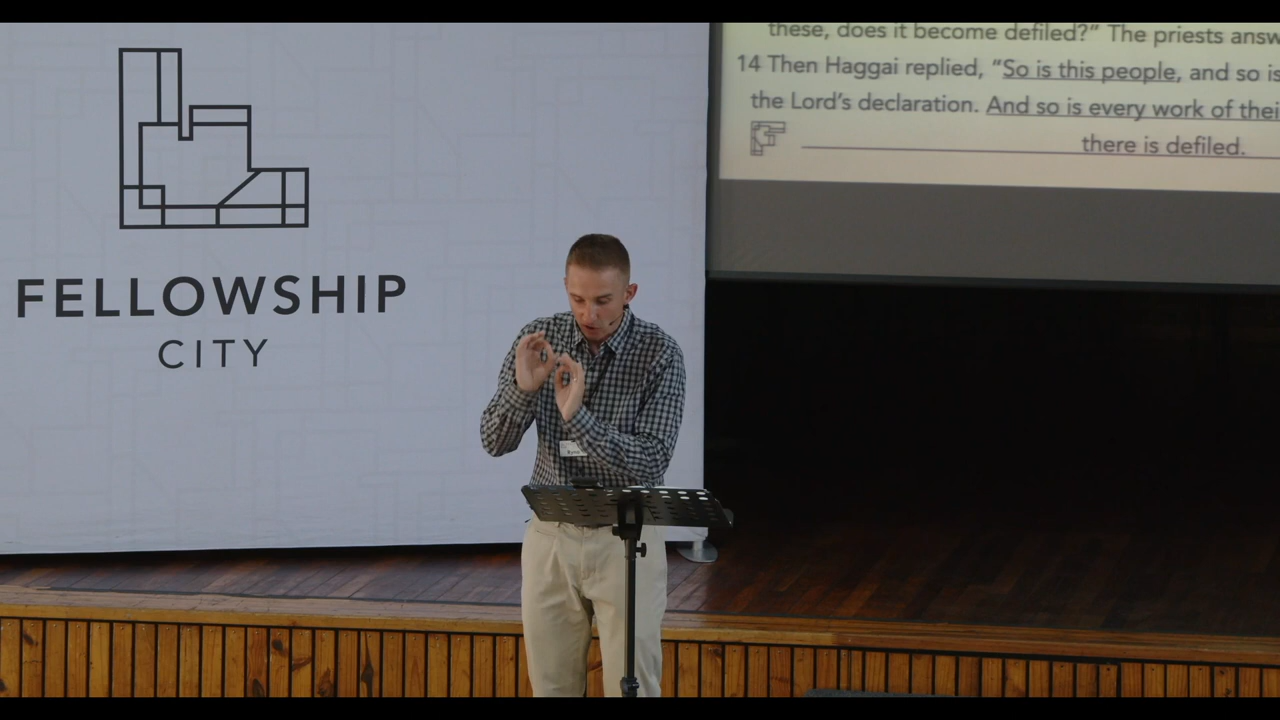 FELLOWSHIP
CITY
these, does it become defiled?” The priests answ
14 Then Haggai replied, “So is this people, and so is
the Lord’s declaration. And so is every work of thei
there is defiled.